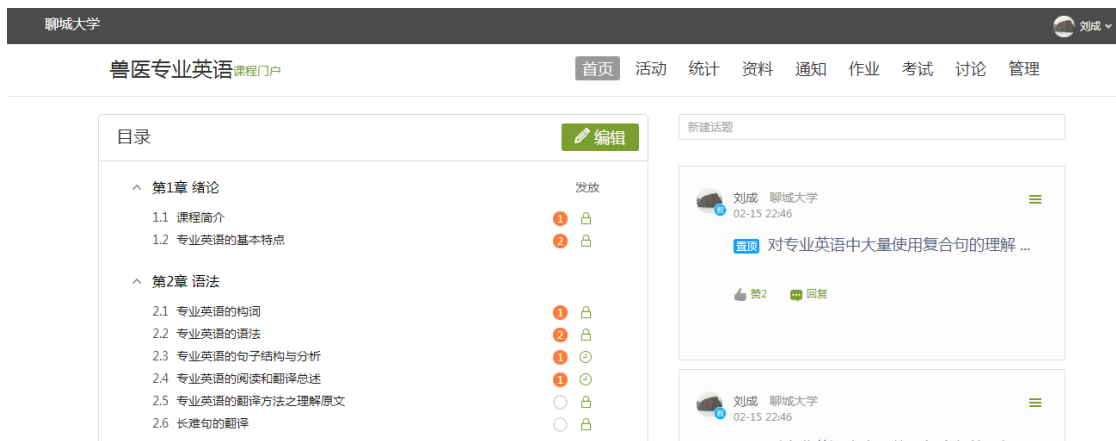 聊城大学
刘成
兽医专业英语课程门户
首页 活动 统计 资料 通知 作业 考试 讨论 管理
目录
编辑
第1章 绪论 发放
1.1 课程简介 1
1.2 专业英语的基本特点 2
第2章 语法
2.1 专业英语的构词 1
2.2 专业英语的语法 2
2.3 专业英语的句子结构与分析 1
2.4 专业英语的阅读和翻译总述 1
2.5 专业英语的翻译方法之理解原文
2.6 长难句的翻译
新建话题
刘成 聊城大学
教
02-15 22:46
置顶 对专业英语中大量使用复合句的理解 ...
赞2 回复
刘成 聊城大学
教
02-15 22:46